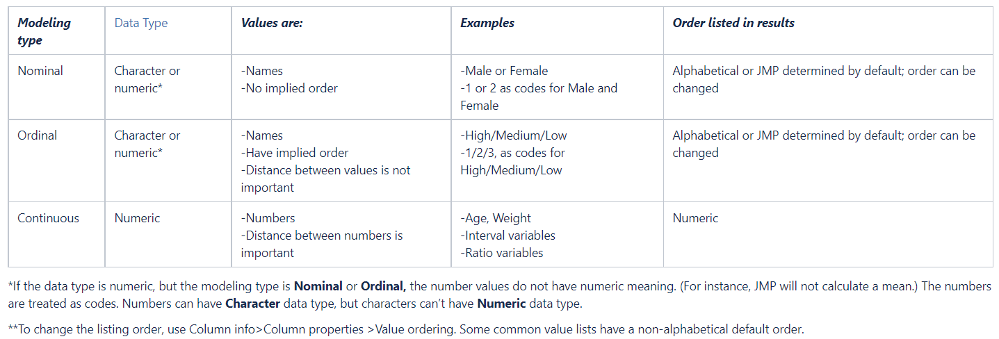 Modeling type
Data Type
Values are:
Examples
Order listed in results
Nominal
Character or
numeric*
-Names
-No implied order
-Male or Female
-1 or 2 as codes for Male and
Female
Alphabetical or JMP determined by default; order can be
changed
Ordinal
Character or
numeric*
-Names
-Have implied order
-Distance between values is not
important
-High/Medium/Low
-1/2/3, as codes for
High/Medium/Low
Alphabetical or JMP determined by default; order can be
changed
Continuous
Numeric
-Numbers
-Distance between numbers is
important
-Age, Weight
-Interval variables
-Ratio variables
Numeric
*If the data type is numeric, but the modeling type is Nominal or Ordinal, the number values do not have numeric meaning. (For instance, JMP will not calculate a mean.) The numbers
are treated as codes. Numbers can have Character data type, but characters can’t have Numeric data type.
**To change the listing order, use Column info>Column properties >Value ordering. Some common value lists have a non-alphabetical default order.